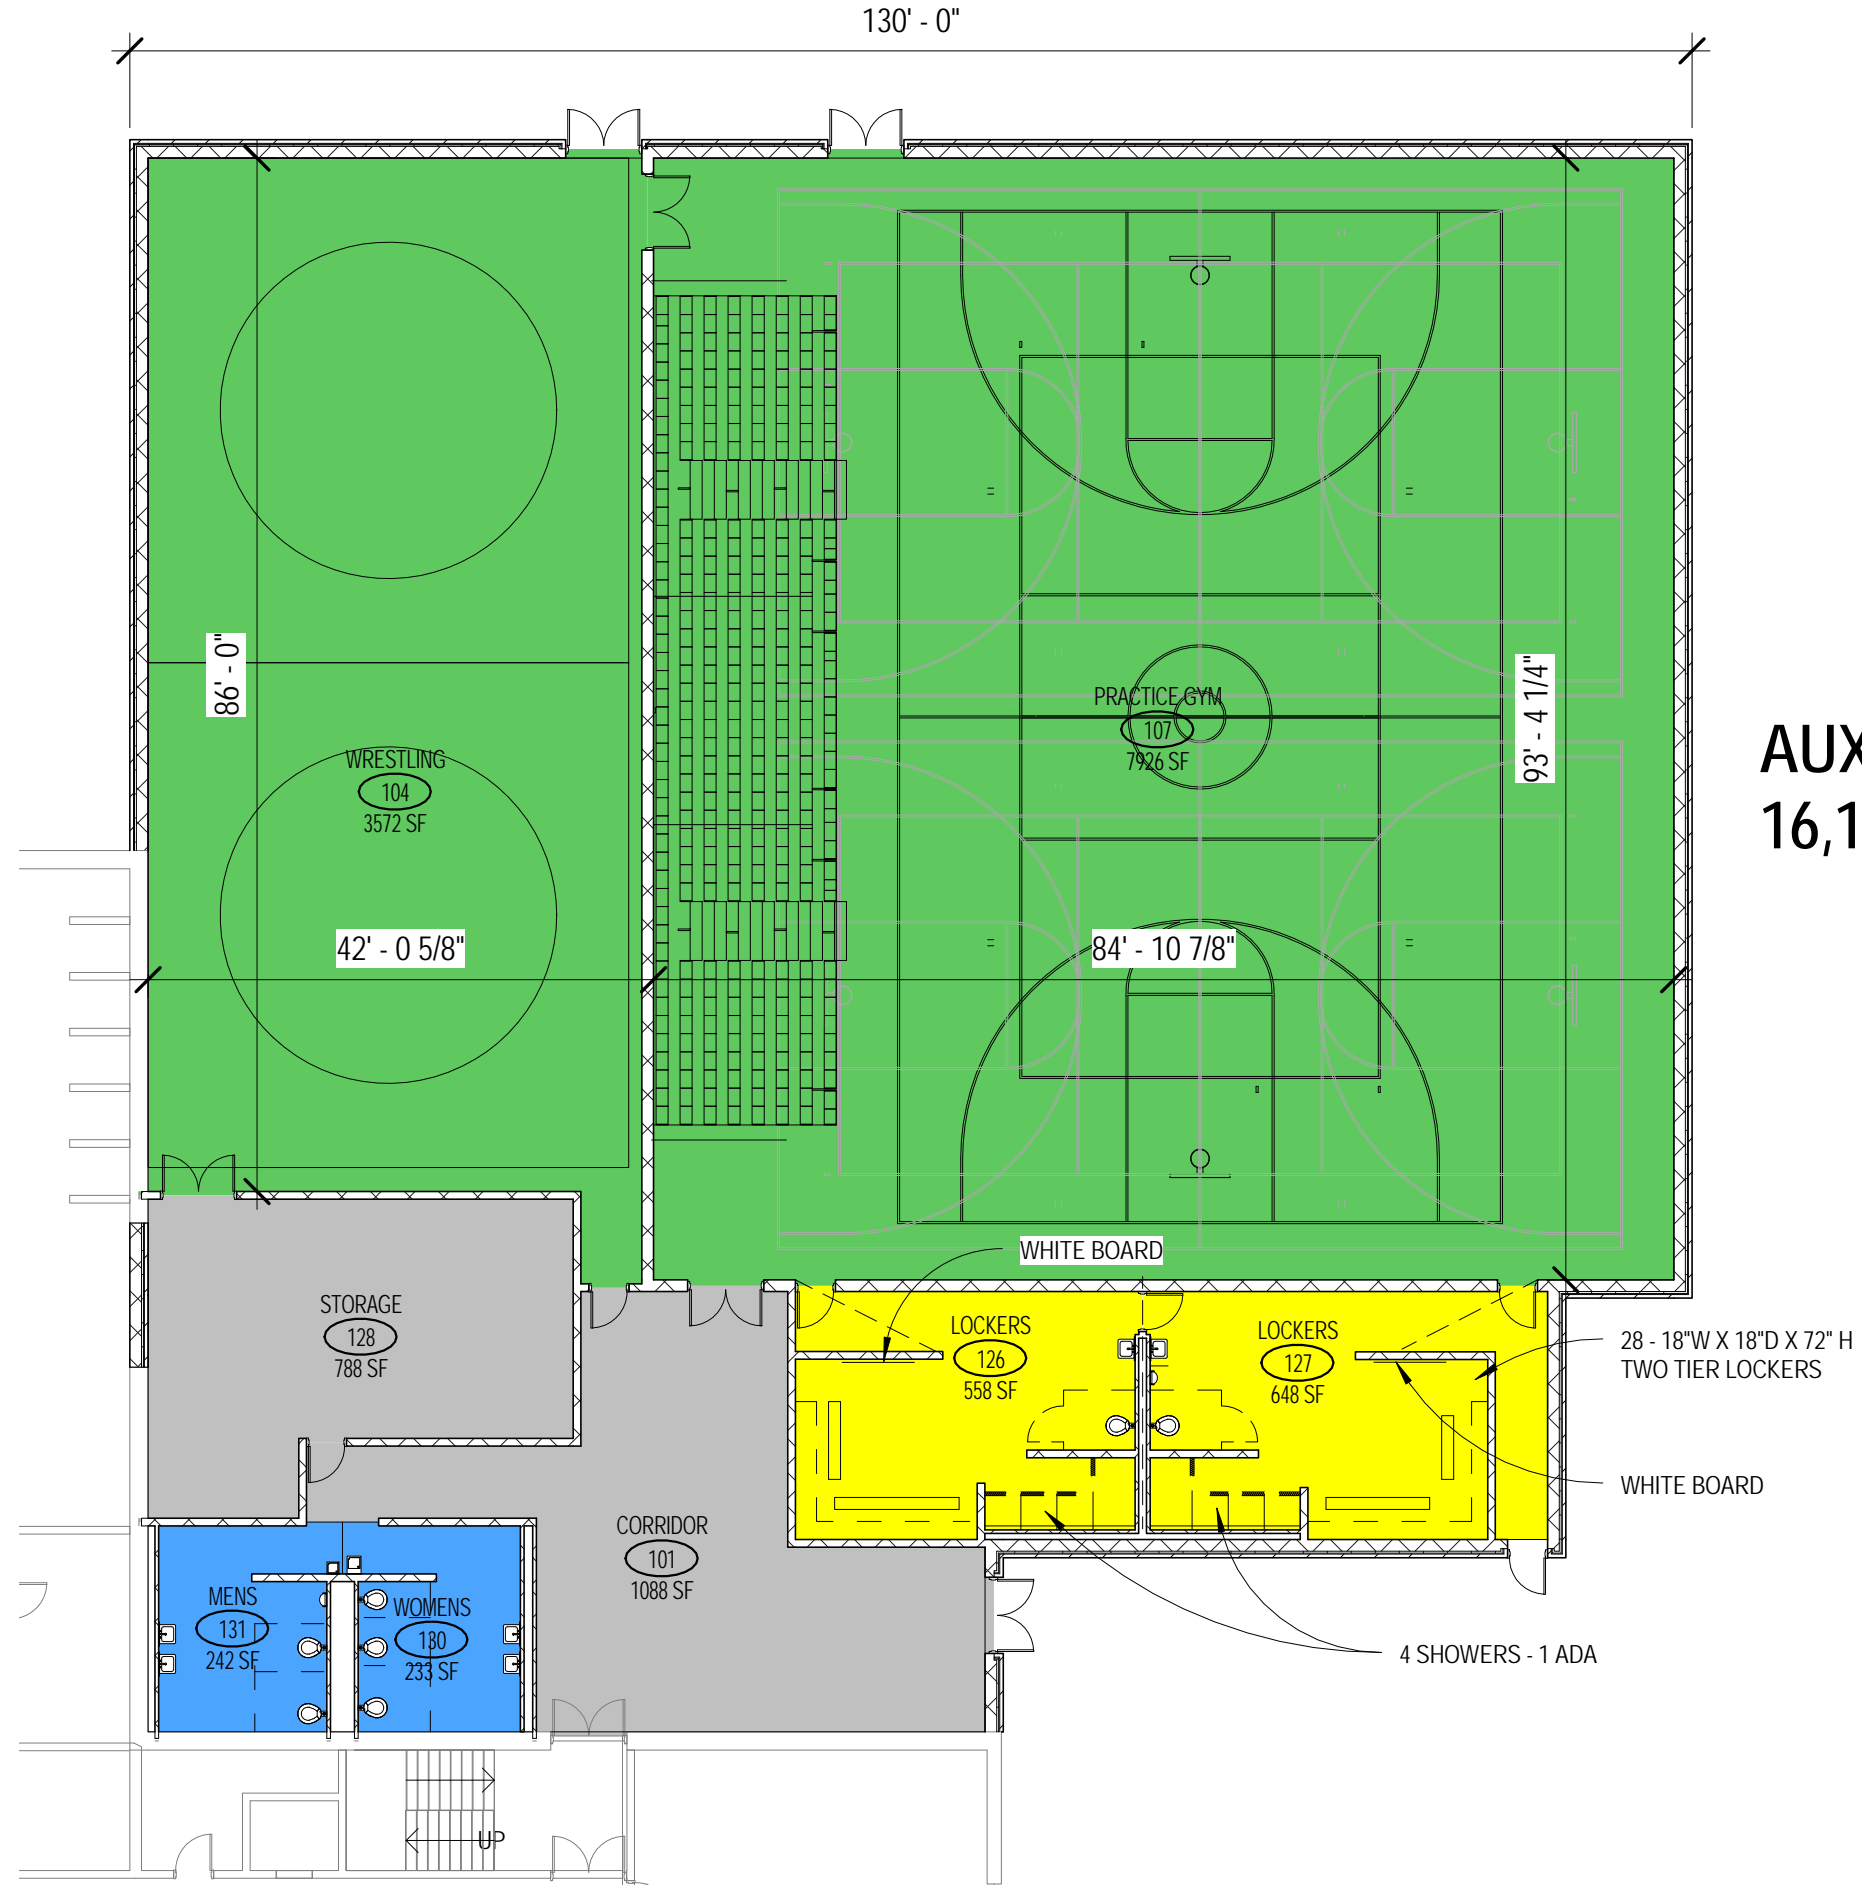 130' - 0"
86' - 0"
PRACTICE GYM
107
7926 SF
93' - 4 1/4"
WRESTLING
104
3572 SF
AUX
16,1
42' - 0 5/8"
84' - 10 7/8"
WHITE BOARD
STORAGE
128
788 SF
LOCKERS
126
558 SF
LOCKERS
127
648 SF
28 - 18"W X 18"D X 72" H
TWO TIER LOCKERS
WHITE BOARD
CORRIDOR
101
1088 SF
MENS
131
242 SF
WOMENS
130
233 SF
4 SHOWERS - 1 ADA
UP